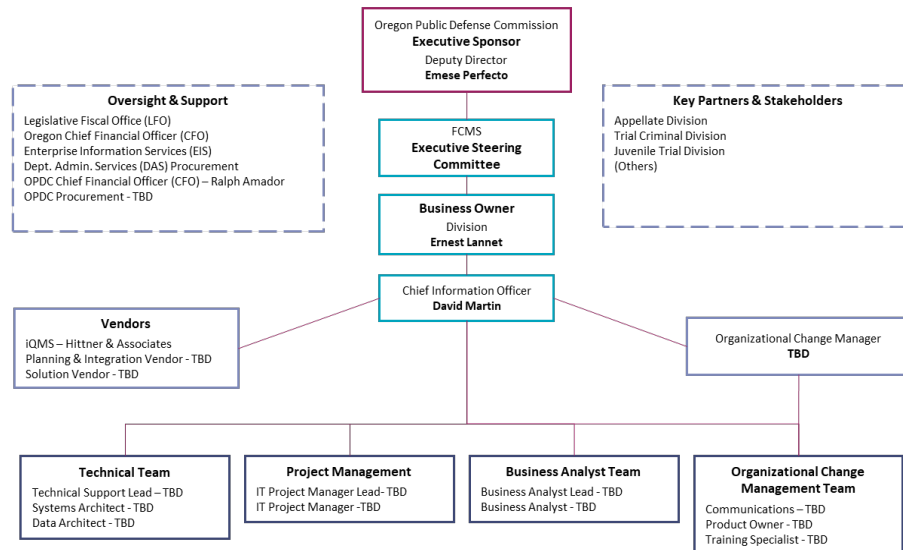 Oregon Public Defense Commission
Executive Sponsor
Deputy Director
Emese Perfecto
Oversight & Support
Legislative Fiscal Office (LFO)
Oregon Chief Financial Officer (CFO)
Enterprise Information Services (EIS)
Dept. Admin. Services (DAS) Procurement
OPDC Chief Financial Officer (CFO) – Ralph Amador
OPDC Procurement - TBD
Key Partners & Stakeholders
Appellate Division
Trial Criminal Division
Juvenile Trial Division
(Others)
FCMS
Executive Steering
Committee
Business Owner
Division
Ernest Lannet
Chief Information Officer
David Martin
Vendors
iQMS – Hittner & Associates
Planning & Integration Vendor - TBD
Solution Vendor - TBD
Organizational Change Manager
TBD
Technical Team
Technical Support Lead – TBD
Systems Architect - TBD
Data Architect - TBD
Project Management
IT Project Manager Lead- TBD
IT Project Manager -TBD
Business Analyst Team
Business Analyst Lead - TBD
Business Analyst - TBD
Organizational Change
Management Team
Communications – TBD
Product Owner - TBD
Training Specialist - TBD